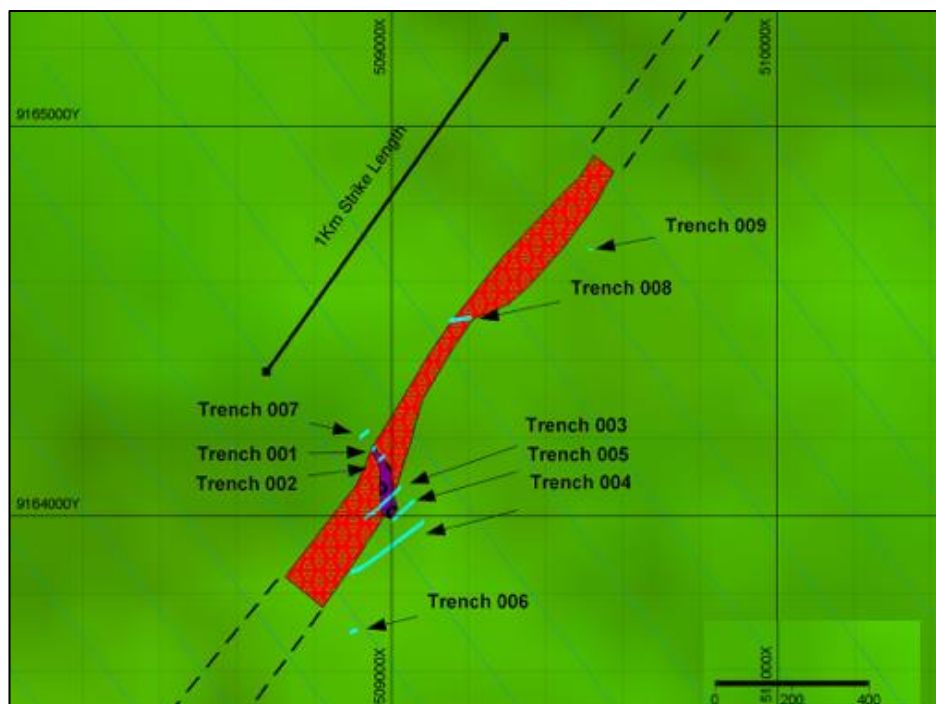 509000X
510000X
9165000Y
1Km Strike Length
Trench 009
Trench 008
Trench 007
Trench 003
Trench 001
Trench 005
Trench 002
Trench 004
9164000Y
Trench 006
509000X
0 200 400